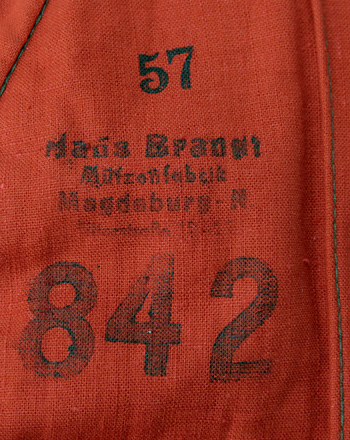 57
Hans Brandt
Mützenfabrik
Magdeburg-N
842